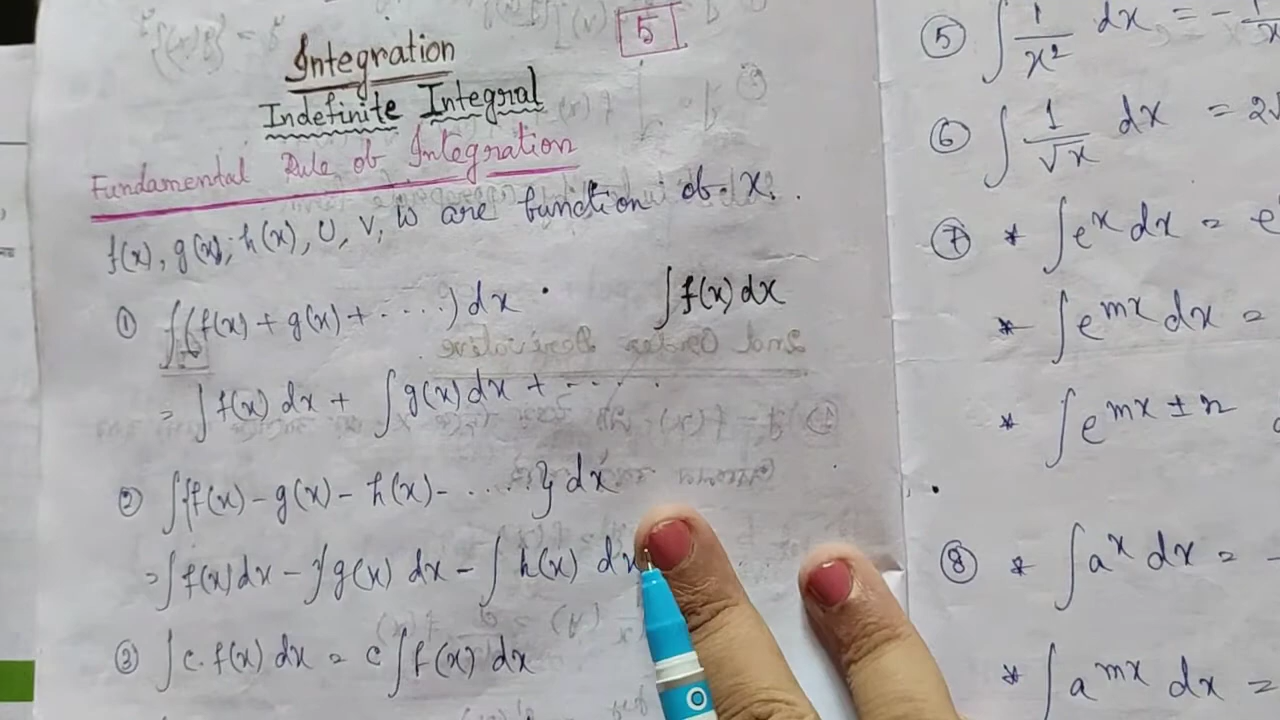 5
Integration
Indefinite Integral
Fundamental Rule of Integration
f(x), g(x), h(x), U, V, W are function of x.
① ∫{f(x) + g(x) + ....} dx
∫f(x) dx
= ∫f(x) dx + ∫g(x) dx + .....
② ∫{f(x) - g(x) - h(x) - .....} dx
= ∫f(x) dx - ∫g(x) dx - ∫h(x) dx
③ ∫c. f(x) dx = c ∫f(x) dx
⑤ ∫1/x² dx = -1/x
⑥ ∫1/√x dx = 2√
⑦ * ∫e^x dx = e
* ∫e^mx dx =
* ∫e^mx ± n
⑧ * ∫a^x dx =
* ∫a^mx dx =